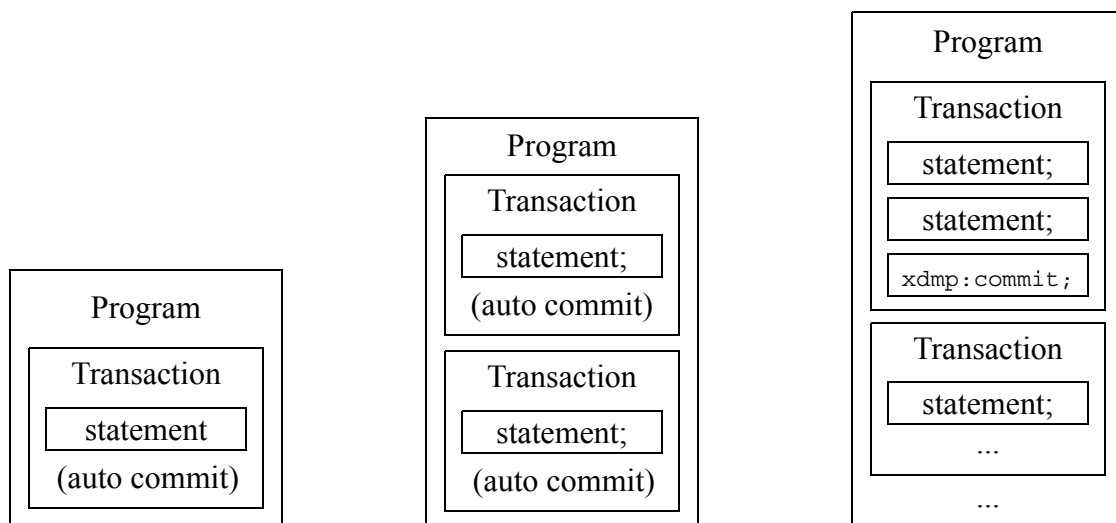 Program
Transaction
statement
(auto commit)
Program
Transaction
statement;
(auto commit)
Transaction
statement;
(auto commit)
Program
Transaction
statement;
statement;
xdmp:commit;
Transaction
statement;
...
...